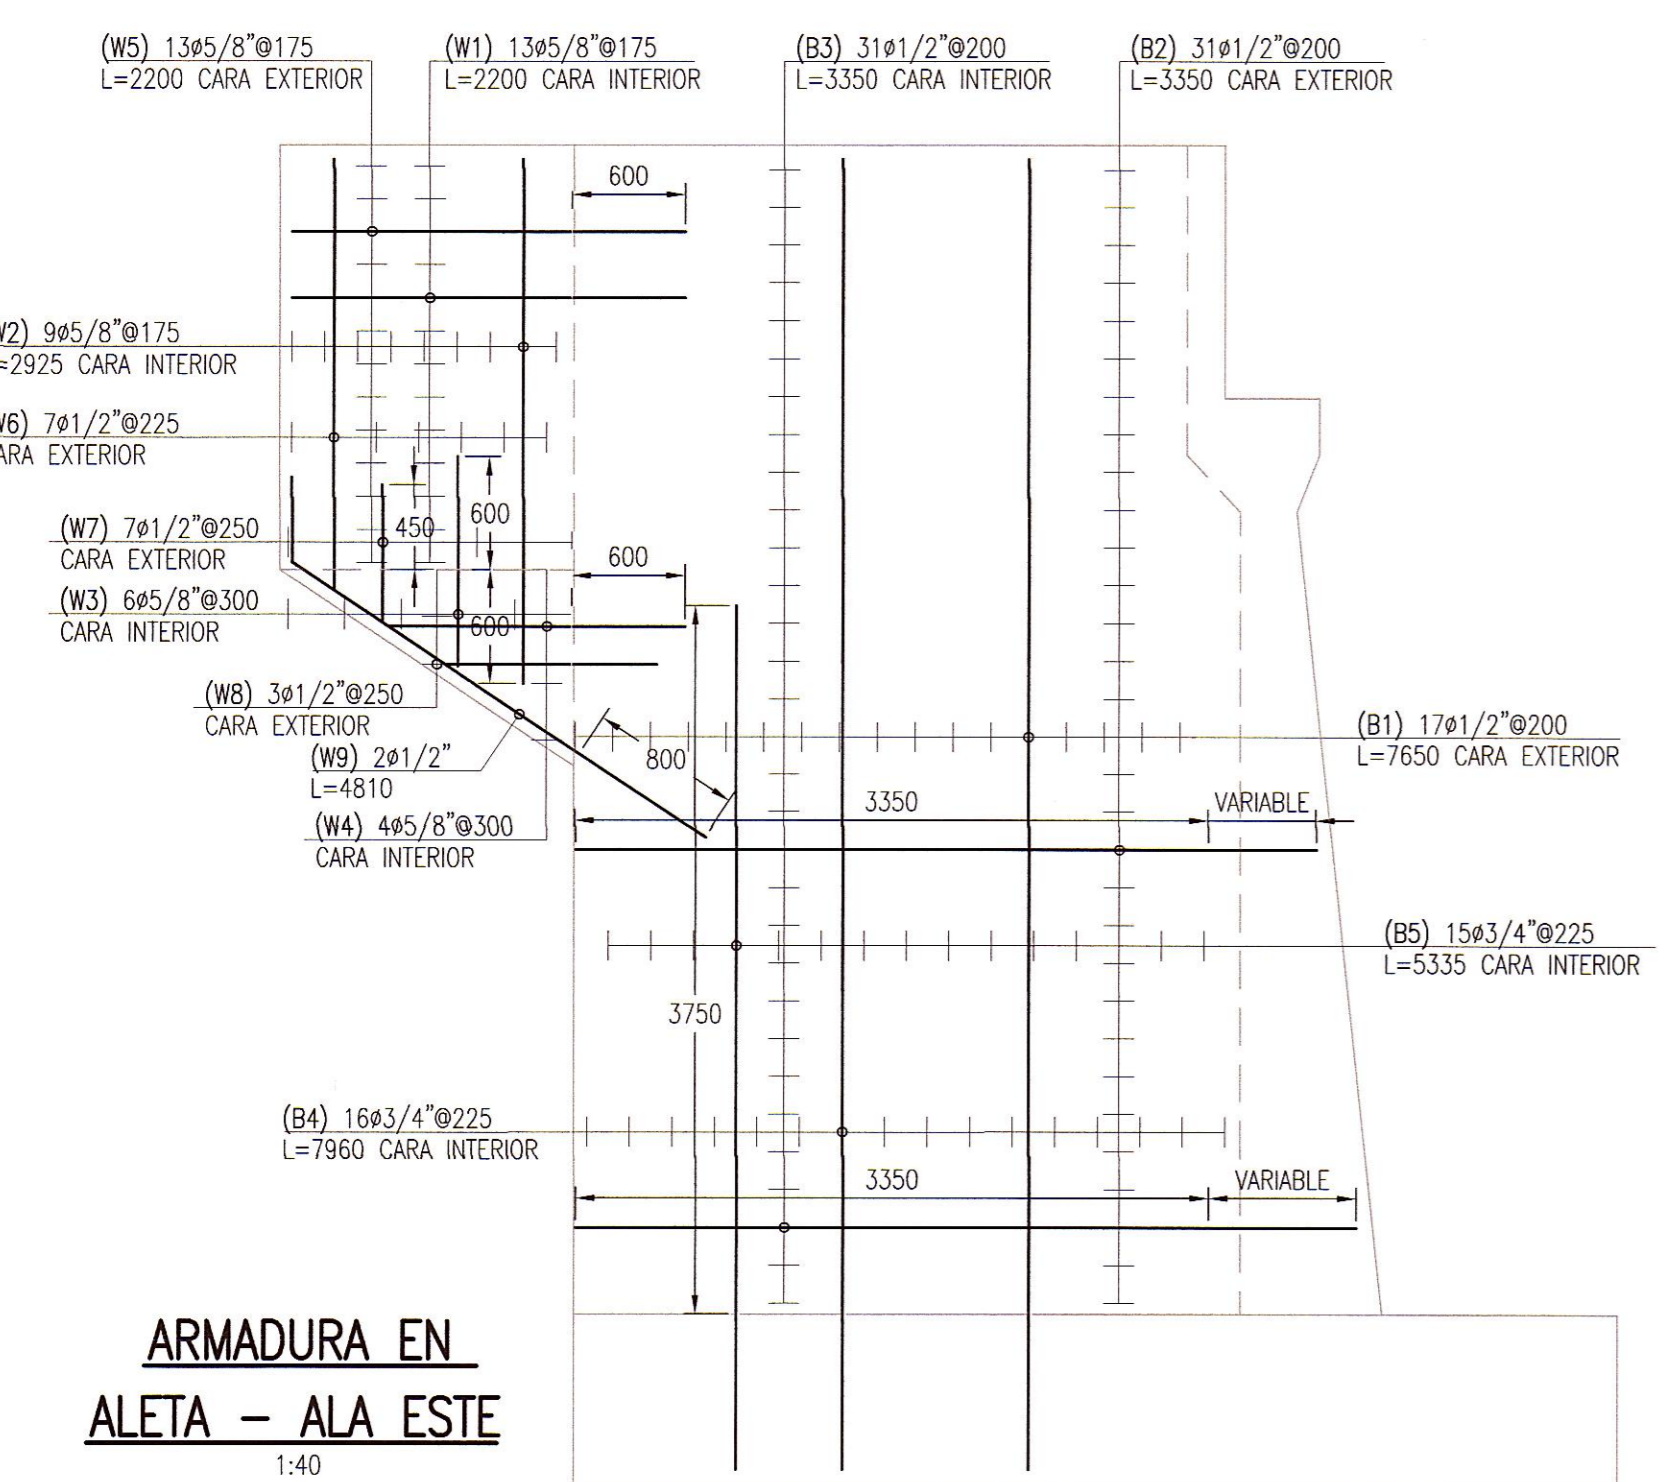 (W5) 13ø5/8"@175
L=2200 CARA EXTERIOR
(W1) 13ø5/8"@175
L=2200 CARA INTERIOR
(B3) 31ø1/2"@200
L=3350 CARA INTERIOR
(B2) 31ø1/2"@200
L=3350 CARA EXTERIOR
600
W2) 9ø5/8"@175
=2925 CARA INTERIOR
W6) 7ø1/2"@225
ARA EXTERIOR
450
600
(W7) 7ø1/2"@250
CARA EXTERIOR
600
(W3) 6ø5/8"@300
CARA INTERIOR
600
(W8) 3ø1/2"@250
CARA EXTERIOR
(W9) 2ø1/2"
L=4810
800
(B1) 17ø1/2"@200
L=7650 CARA EXTERIOR
(W4) 4ø5/8"@300
CARA INTERIOR
3350
VARIABLE
(B5) 15ø3/4"@225
L=5335 CARA INTERIOR
3750
(B4) 16ø3/4"@225
L=7960 CARA INTERIOR
3350
VARIABLE
ARMADURA EN
ALETA – ALA ESTE
1:40